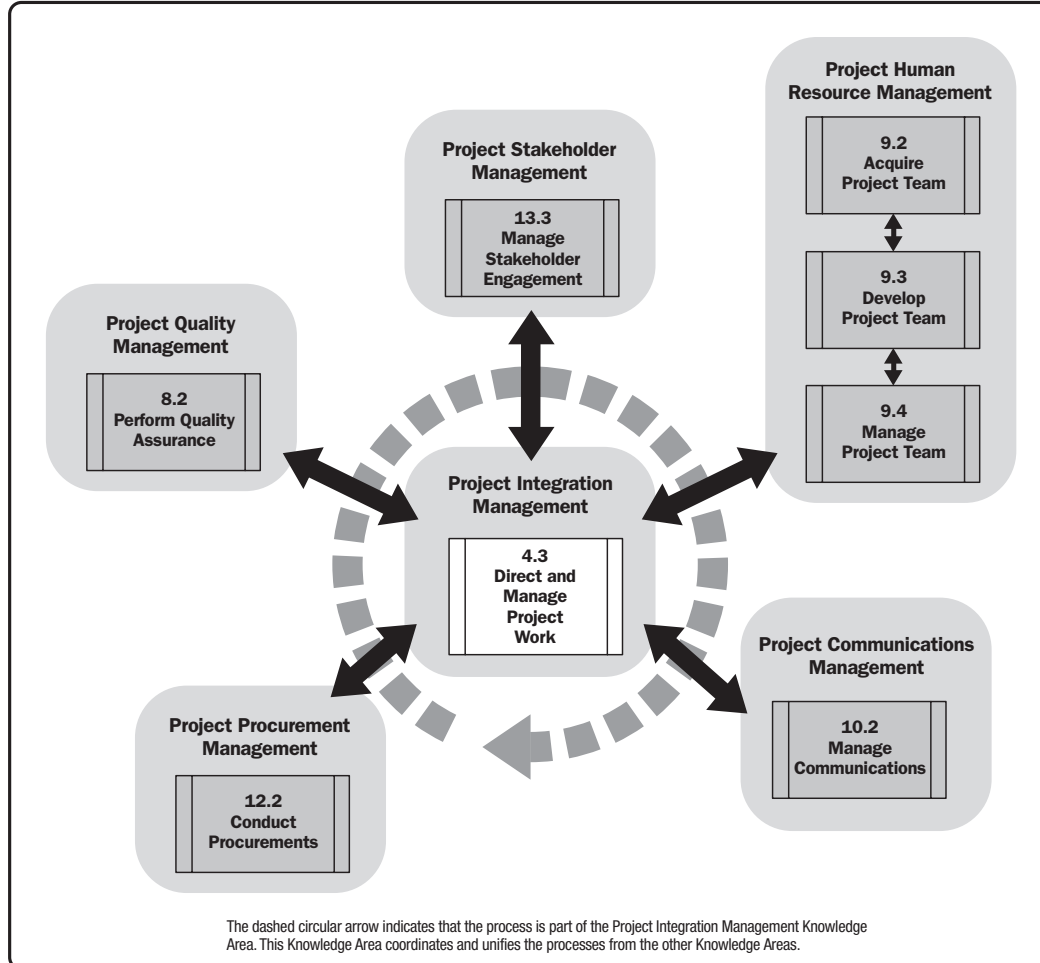 Project Human
Resource Management
9.2
Acquire
Project Team
9.3
Develop
Project Team
9.4
Manage
Project Team
Project Stakeholder
Management
13.3
Manage
Stakeholder
Engagement
Project Quality
Management
8.2
Perform Quality
Assurance
Project Integration
Management
4.3
Direct and
Manage
Project
Work
Project Communications
Management
10.2
Manage
Communications
Project Procurement
Management
12.2
Conduct
Procurements
The dashed circular arrow indicates that the process is part of the Project Integration Management Knowledge
Area. This Knowledge Area coordinates and unifies the processes from the other Knowledge Areas.